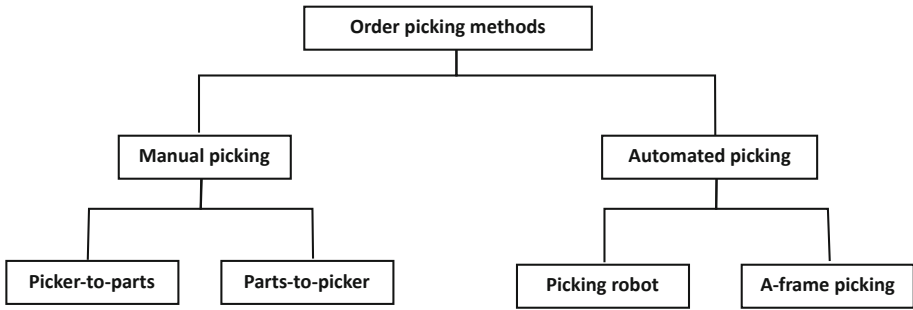 Order picking methods
Manual picking
Automated picking
Picker-to-parts
Parts-to-picker
Picking robot
A-frame picking